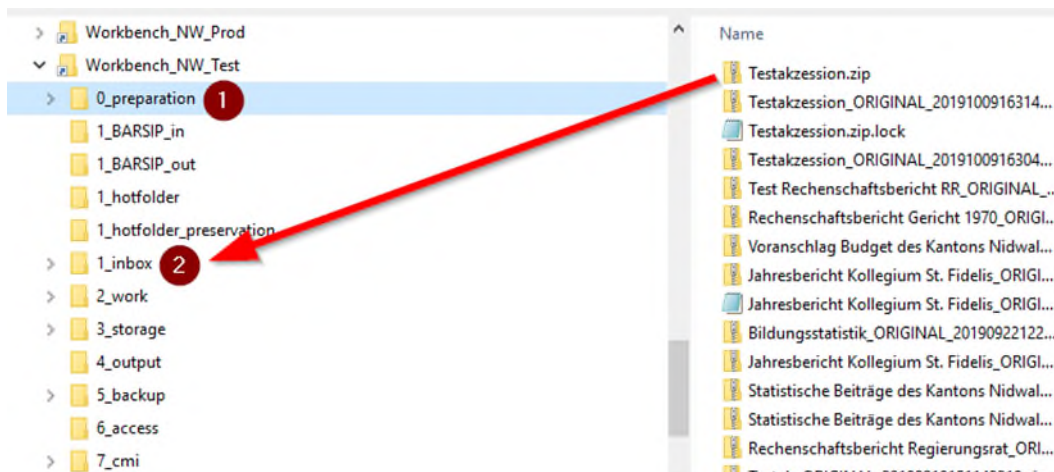 Workbench_NW_Prod
Workbench_NW_Test
0_preparation 1
1_BARSIP_in
1_BARSIP_out
1_hotfolder
1_hotfolder_preservation
1_inbox 2
2_work
3_storage
4_output
5_backup
6_access
7_cmi
Name
Testakzession.zip
Testakzession_ORIGINAL_2019100916314...
Testakzession.zip.lock
Testakzession_ORIGINAL_2019100916304...
Test Rechenschaftsbericht RR_ORIGINAL_...
Rechenschaftsbericht Gericht 1970_ORIGI...
Voranschlag Budget des Kantons Nidwal...
Jahresbericht Kollegium St. Fidelis_ORIGI...
Jahresbericht Kollegium St. Fidelis_ORIGI...
Bildungsstatistik_ORIGINAL_20190922122...
Jahresbericht Kollegium St. Fidelis_ORIGI...
Statistische Beiträge des Kantons Nidwal...
Statistische Beiträge des Kantons Nidwal...
Rechenschaftsbericht Regierungsrat_ORI...